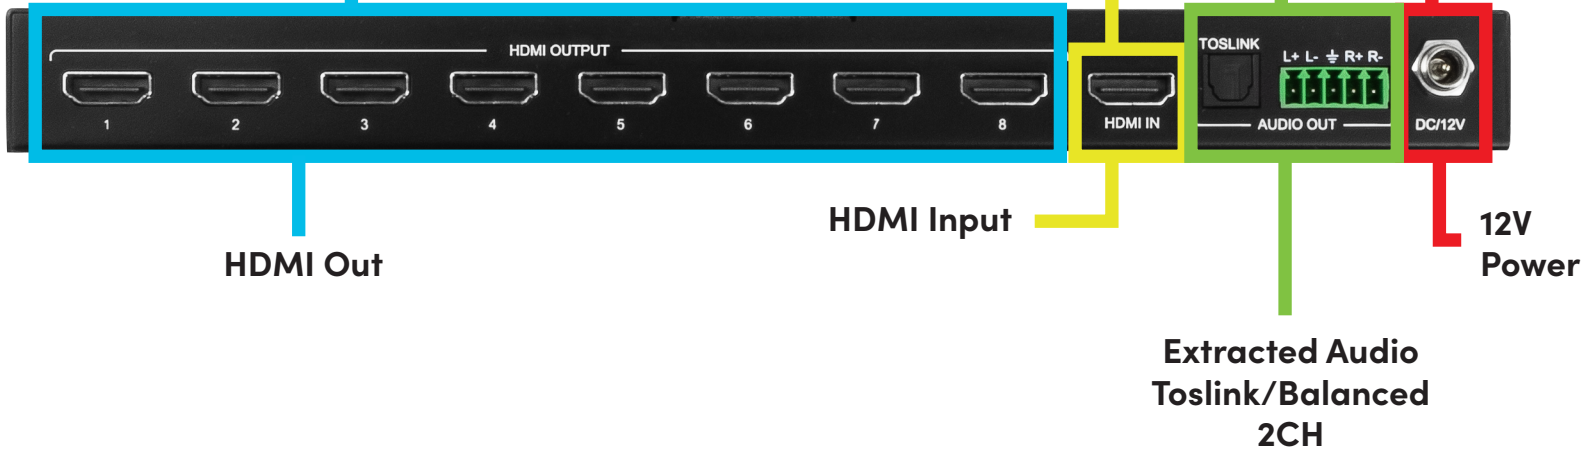 HDMI OUTPUT
1 2 3 4 5 6 7 8
HDMI IN
TOSLINK
L+ L- ⏚ R+ R-
AUDIO OUT
DC/12V
HDMI Out
HDMI Input
Extracted Audio
Toslink/Balanced
2CH
12V
Power